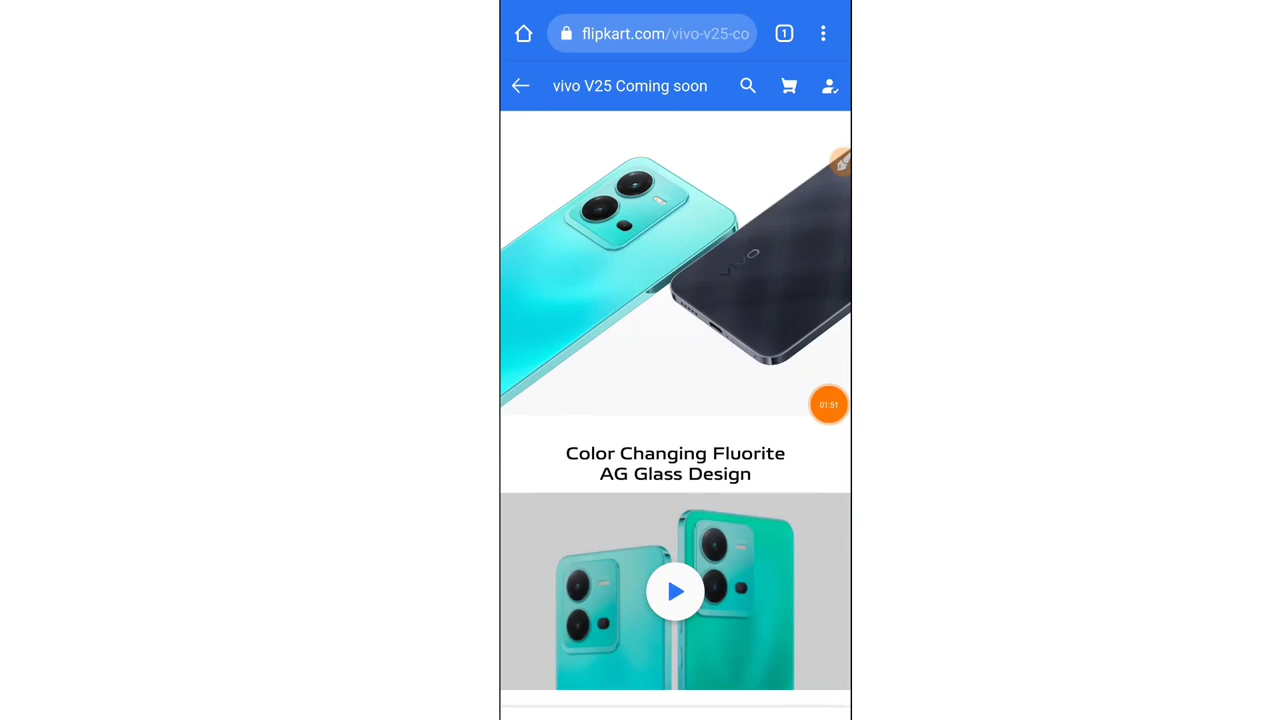 flipkart.com/vivo-v25-co
1
vivo V25 Coming soon
vivo
01:51
Color Changing Fluorite
AG Glass Design